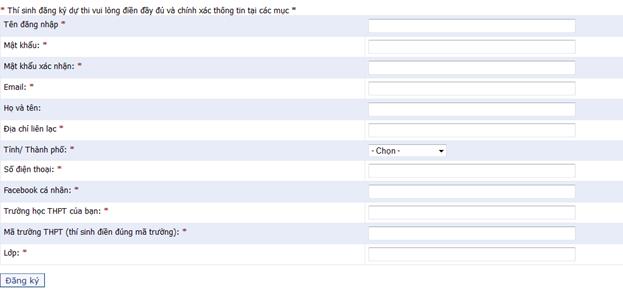 * Thí sinh đăng ký dự thi vui lòng điền đầy đủ và chính xác thông tin tại các mục *
Tên đăng nhập *
Mật khẩu: *
Mật khẩu xác nhận: *
Email: *
Họ và tên:
Địa chỉ liên lạc *
Tỉnh/ Thành phố: * - Chọn -
Số điện thoại: *
Facebook cá nhân: *
Trường học THPT của bạn: *
Mã trường THPT (thí sinh điền đúng mã trường): *
Lớp: *
Đăng ký